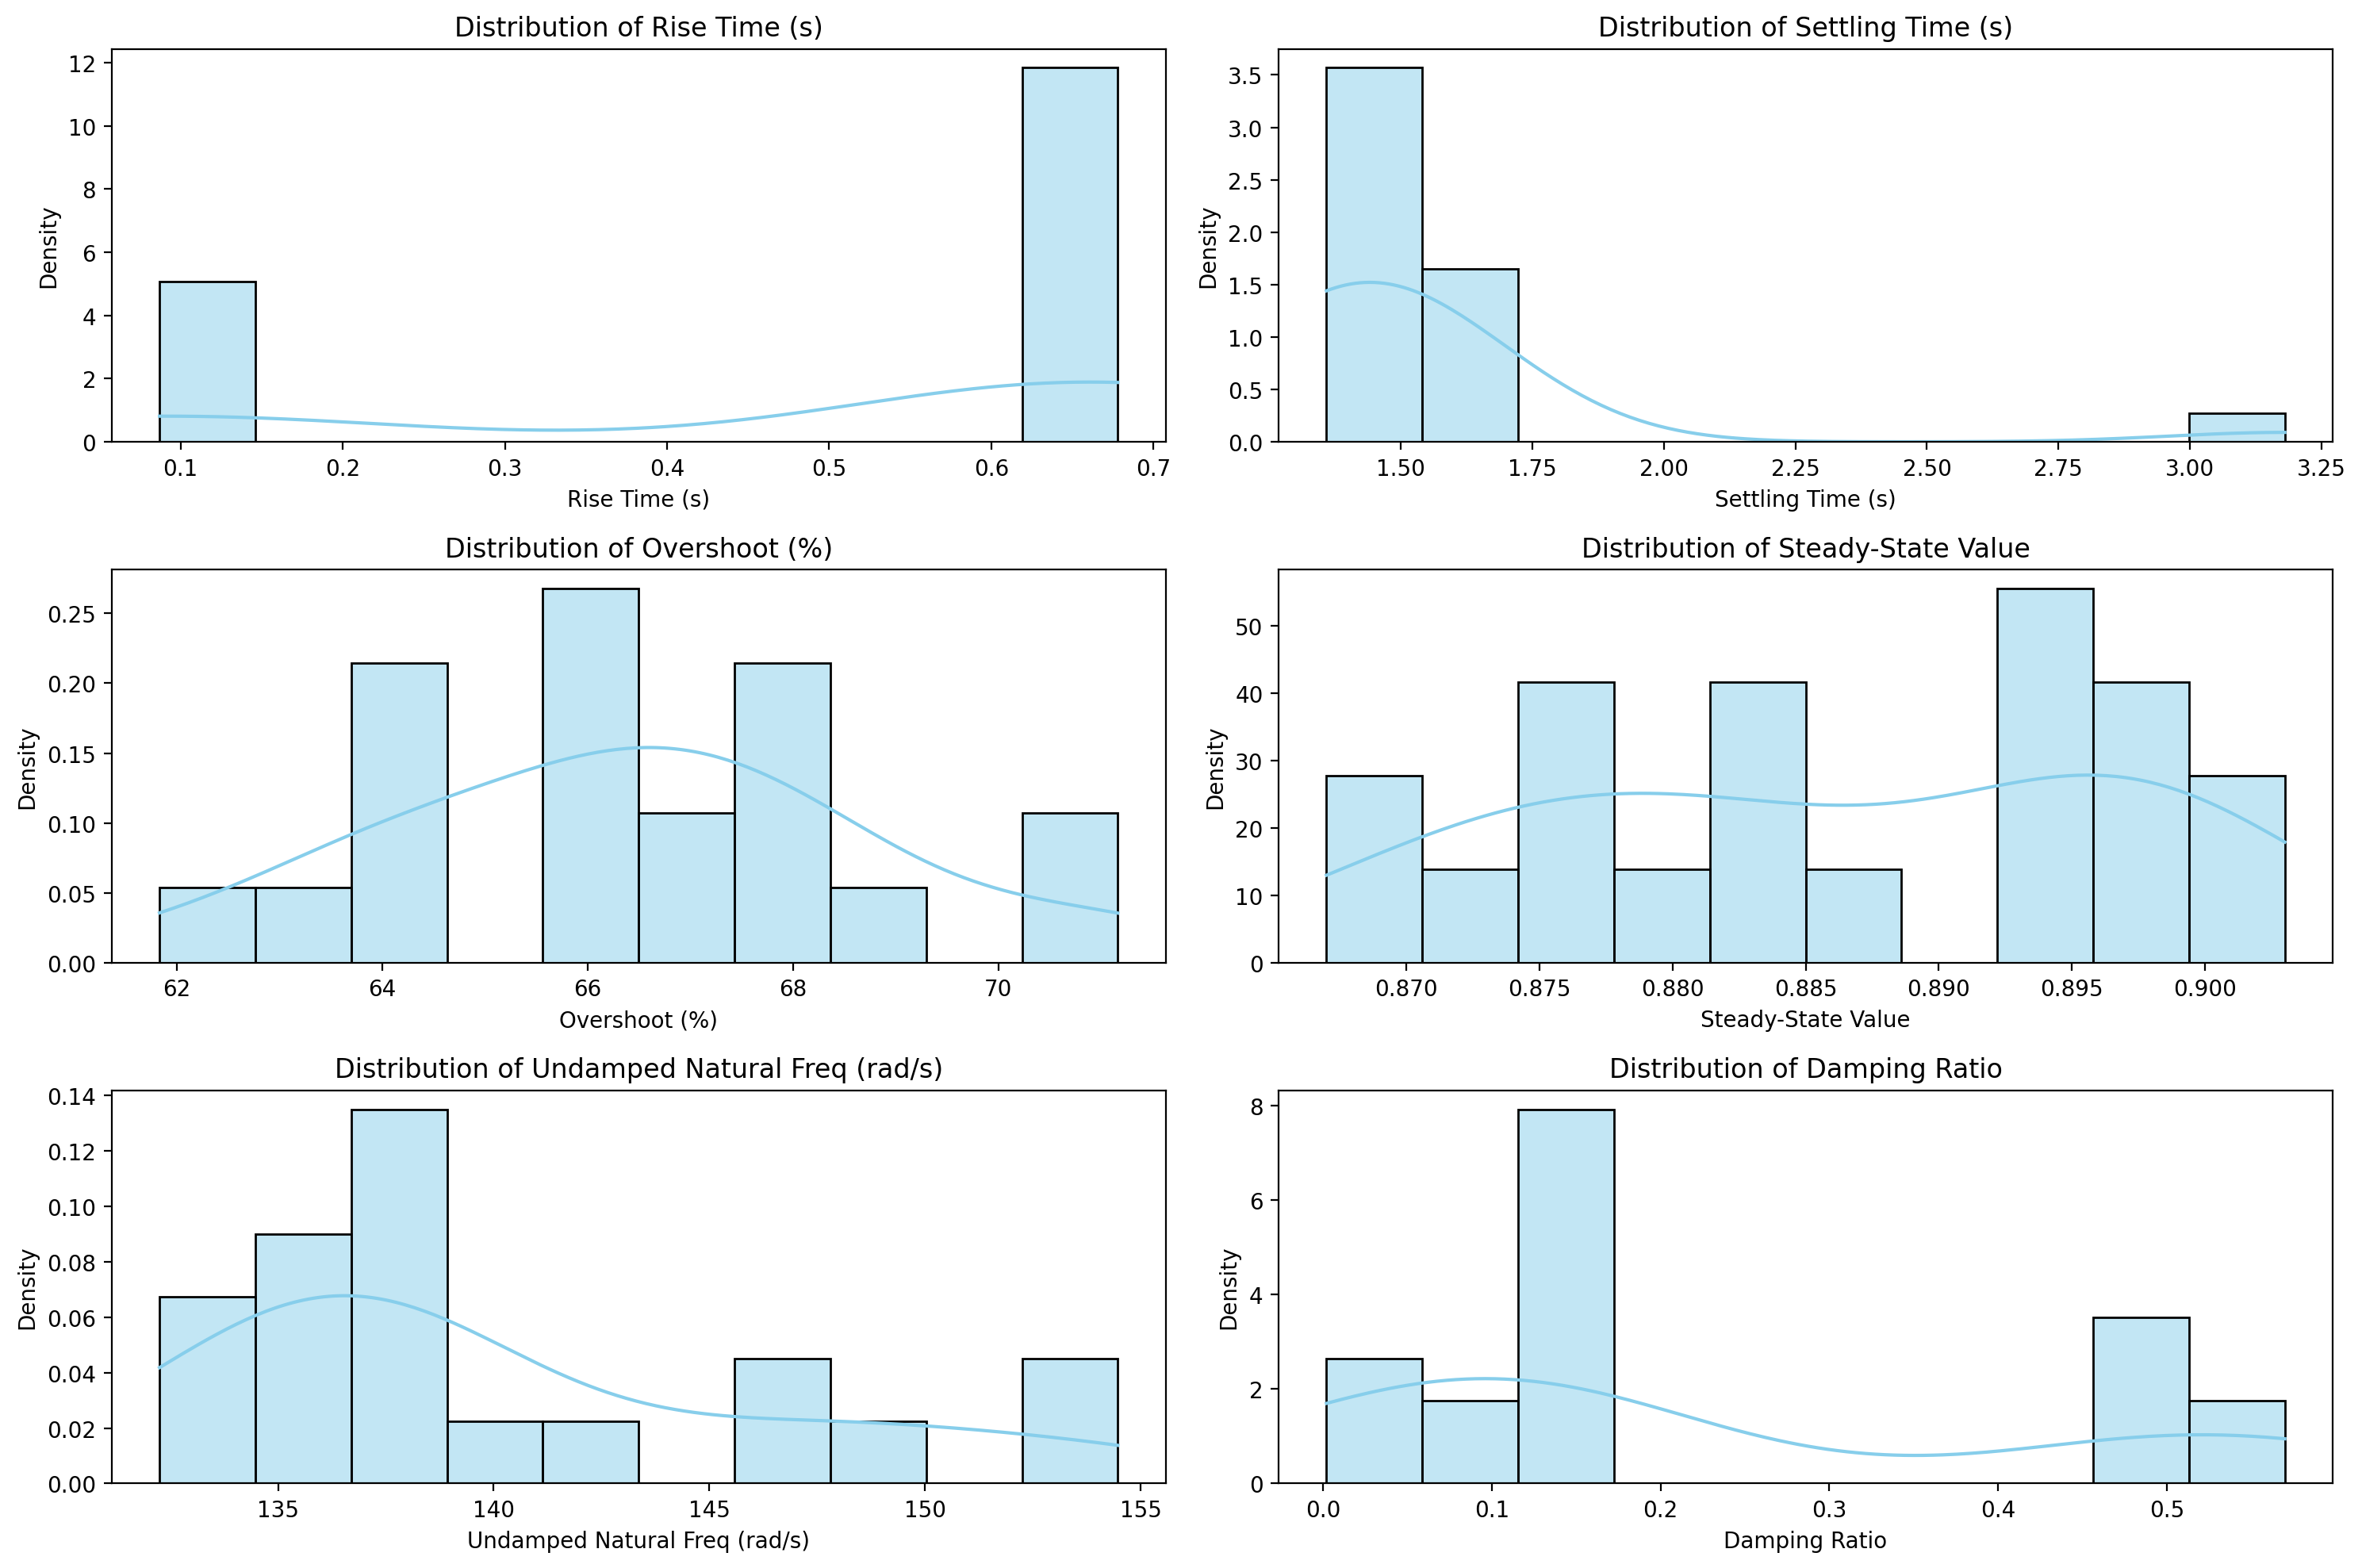 Distribution of Rise Time (s)
Density
12
10
8
6
4
2
0
0.1 0.2 0.3 0.4 0.5 0.6 0.7
Rise Time (s)
Distribution of Settling Time (s)
Density
3.5
3.0
2.5
2.0
1.5
1.0
0.5
0.0
1.50 1.75 2.00 2.25 2.50 2.75 3.00 3.25
Settling Time (s)
Distribution of Overshoot (%)
Density
0.25
0.20
0.15
0.10
0.05
0.00
62 64 66 68 70
Overshoot (%)
Distribution of Steady-State Value
Density
50
40
30
20
10
0
0.870 0.875 0.880 0.885 0.890 0.895 0.900
Steady-State Value
Distribution of Undamped Natural Freq (rad/s)
Density
0.14
0.12
0.10
0.08
0.06
0.04
0.02
0.00
135 140 145 150 155
Undamped Natural Freq (rad/s)
Distribution of Damping Ratio
Density
8
6
4
2
0
0.0 0.1 0.2 0.3 0.4 0.5
Damping Ratio